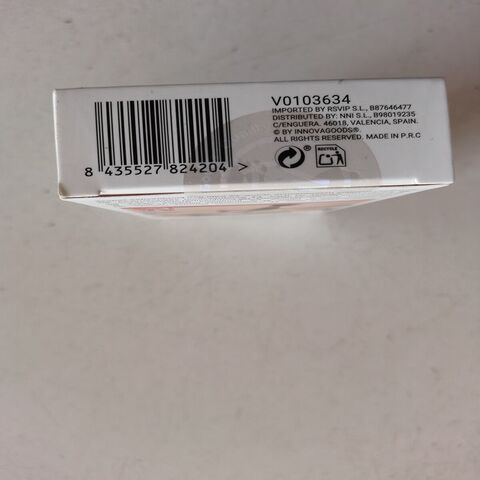 V0103634
IMPORTED BY RSVIP S.L., B87646477
DISTRIBUTED BY: NNI S.L., B98019235
C/ENGUERA. 46018, VALENCIA, SPAIN.
© BY INNOVAGOODS®.
ALL RIGHTS RESERVED. MADE IN P.R.C
RECYCLE
8 435527 824204 >